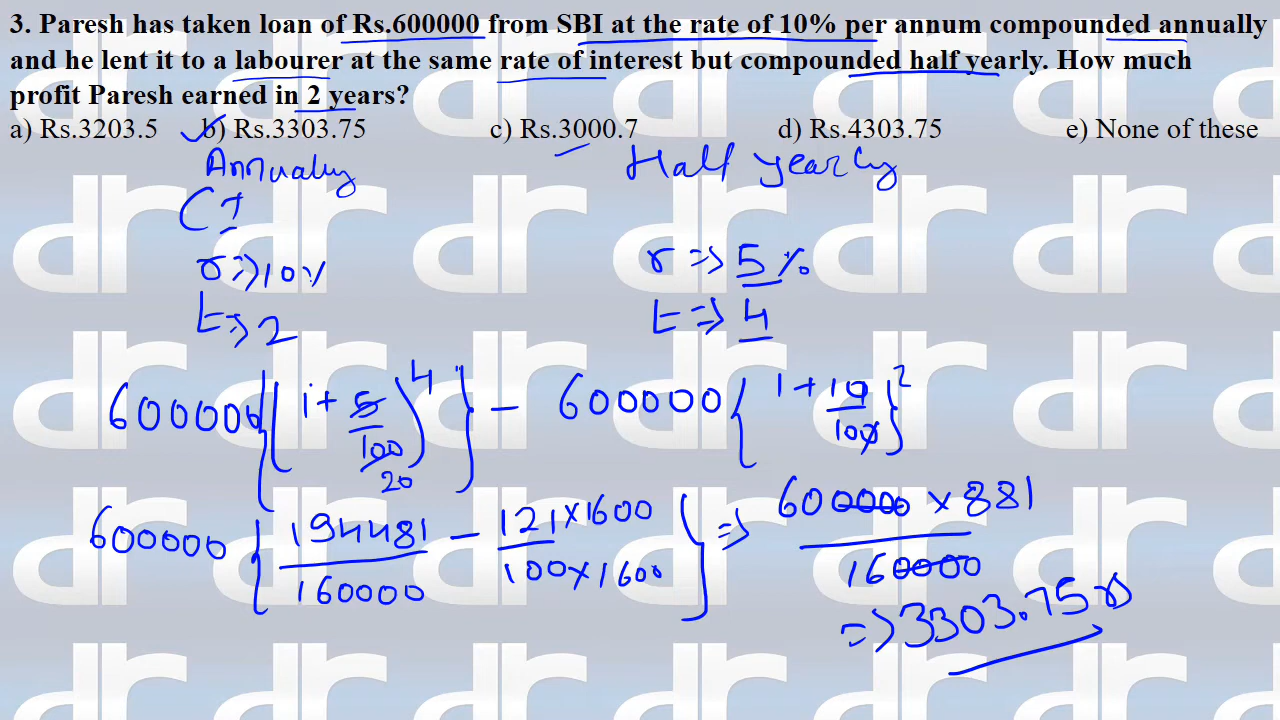 3. Paresh has taken loan of Rs.600000 from SBI at the rate of 10% per annum compounded annually
and he lent it to a labourer at the same rate of interest but compounded half yearly. How much
profit Paresh earned in 2 years?
a) Rs.3203.5 b) Rs.3303.75 c) Rs.3000.7 d) Rs.4303.75 e) None of these
Annually Half yearly
CI
r => 10% r => 5%
t => 2 t => 4
600000 {(1 + 5/100)^4} - 600000 {1 + 10/100}^2
20
600000 {194481/160000 - 121×1600/100×1600} => 600000 × 881/160000
=> 3303.75 rs